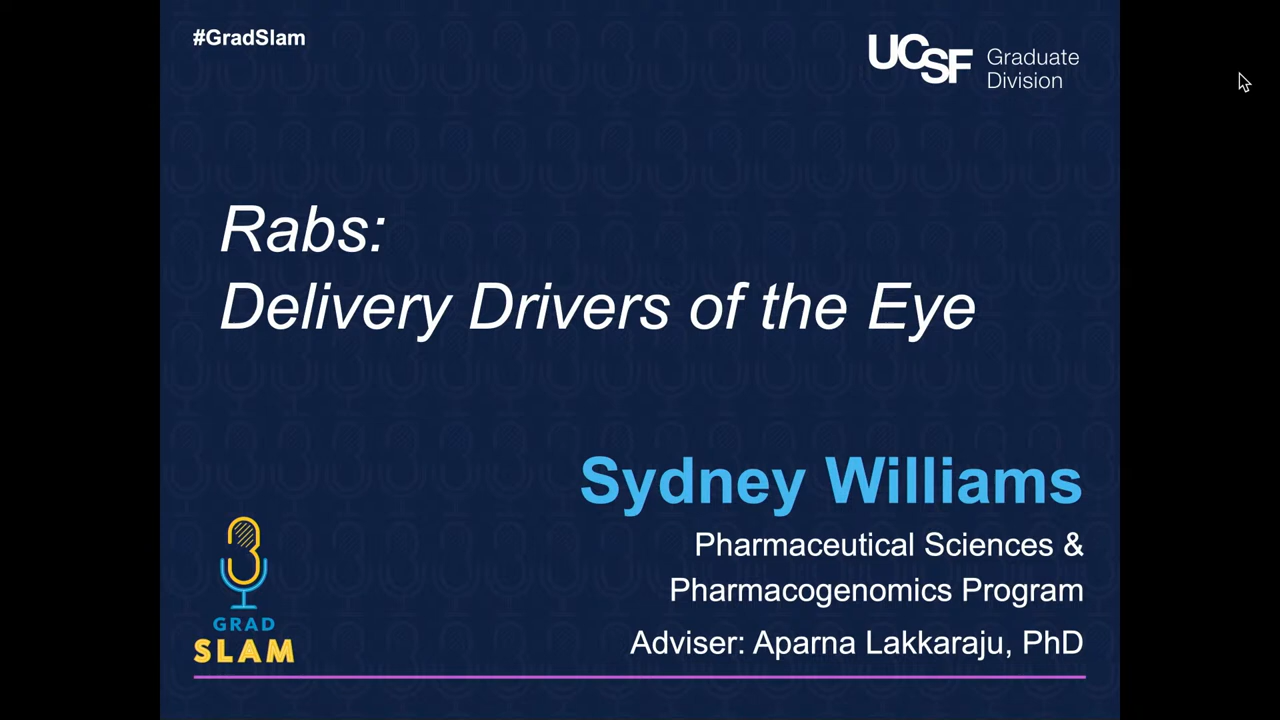 #GradSlam
UCSF Graduate
Division
Rabs:
Delivery Drivers of the Eye
Sydney Williams
Pharmaceutical Sciences &
Pharmacogenomics Program
Adviser: Aparna Lakkaraju, PhD
3
GRAD
SLAM